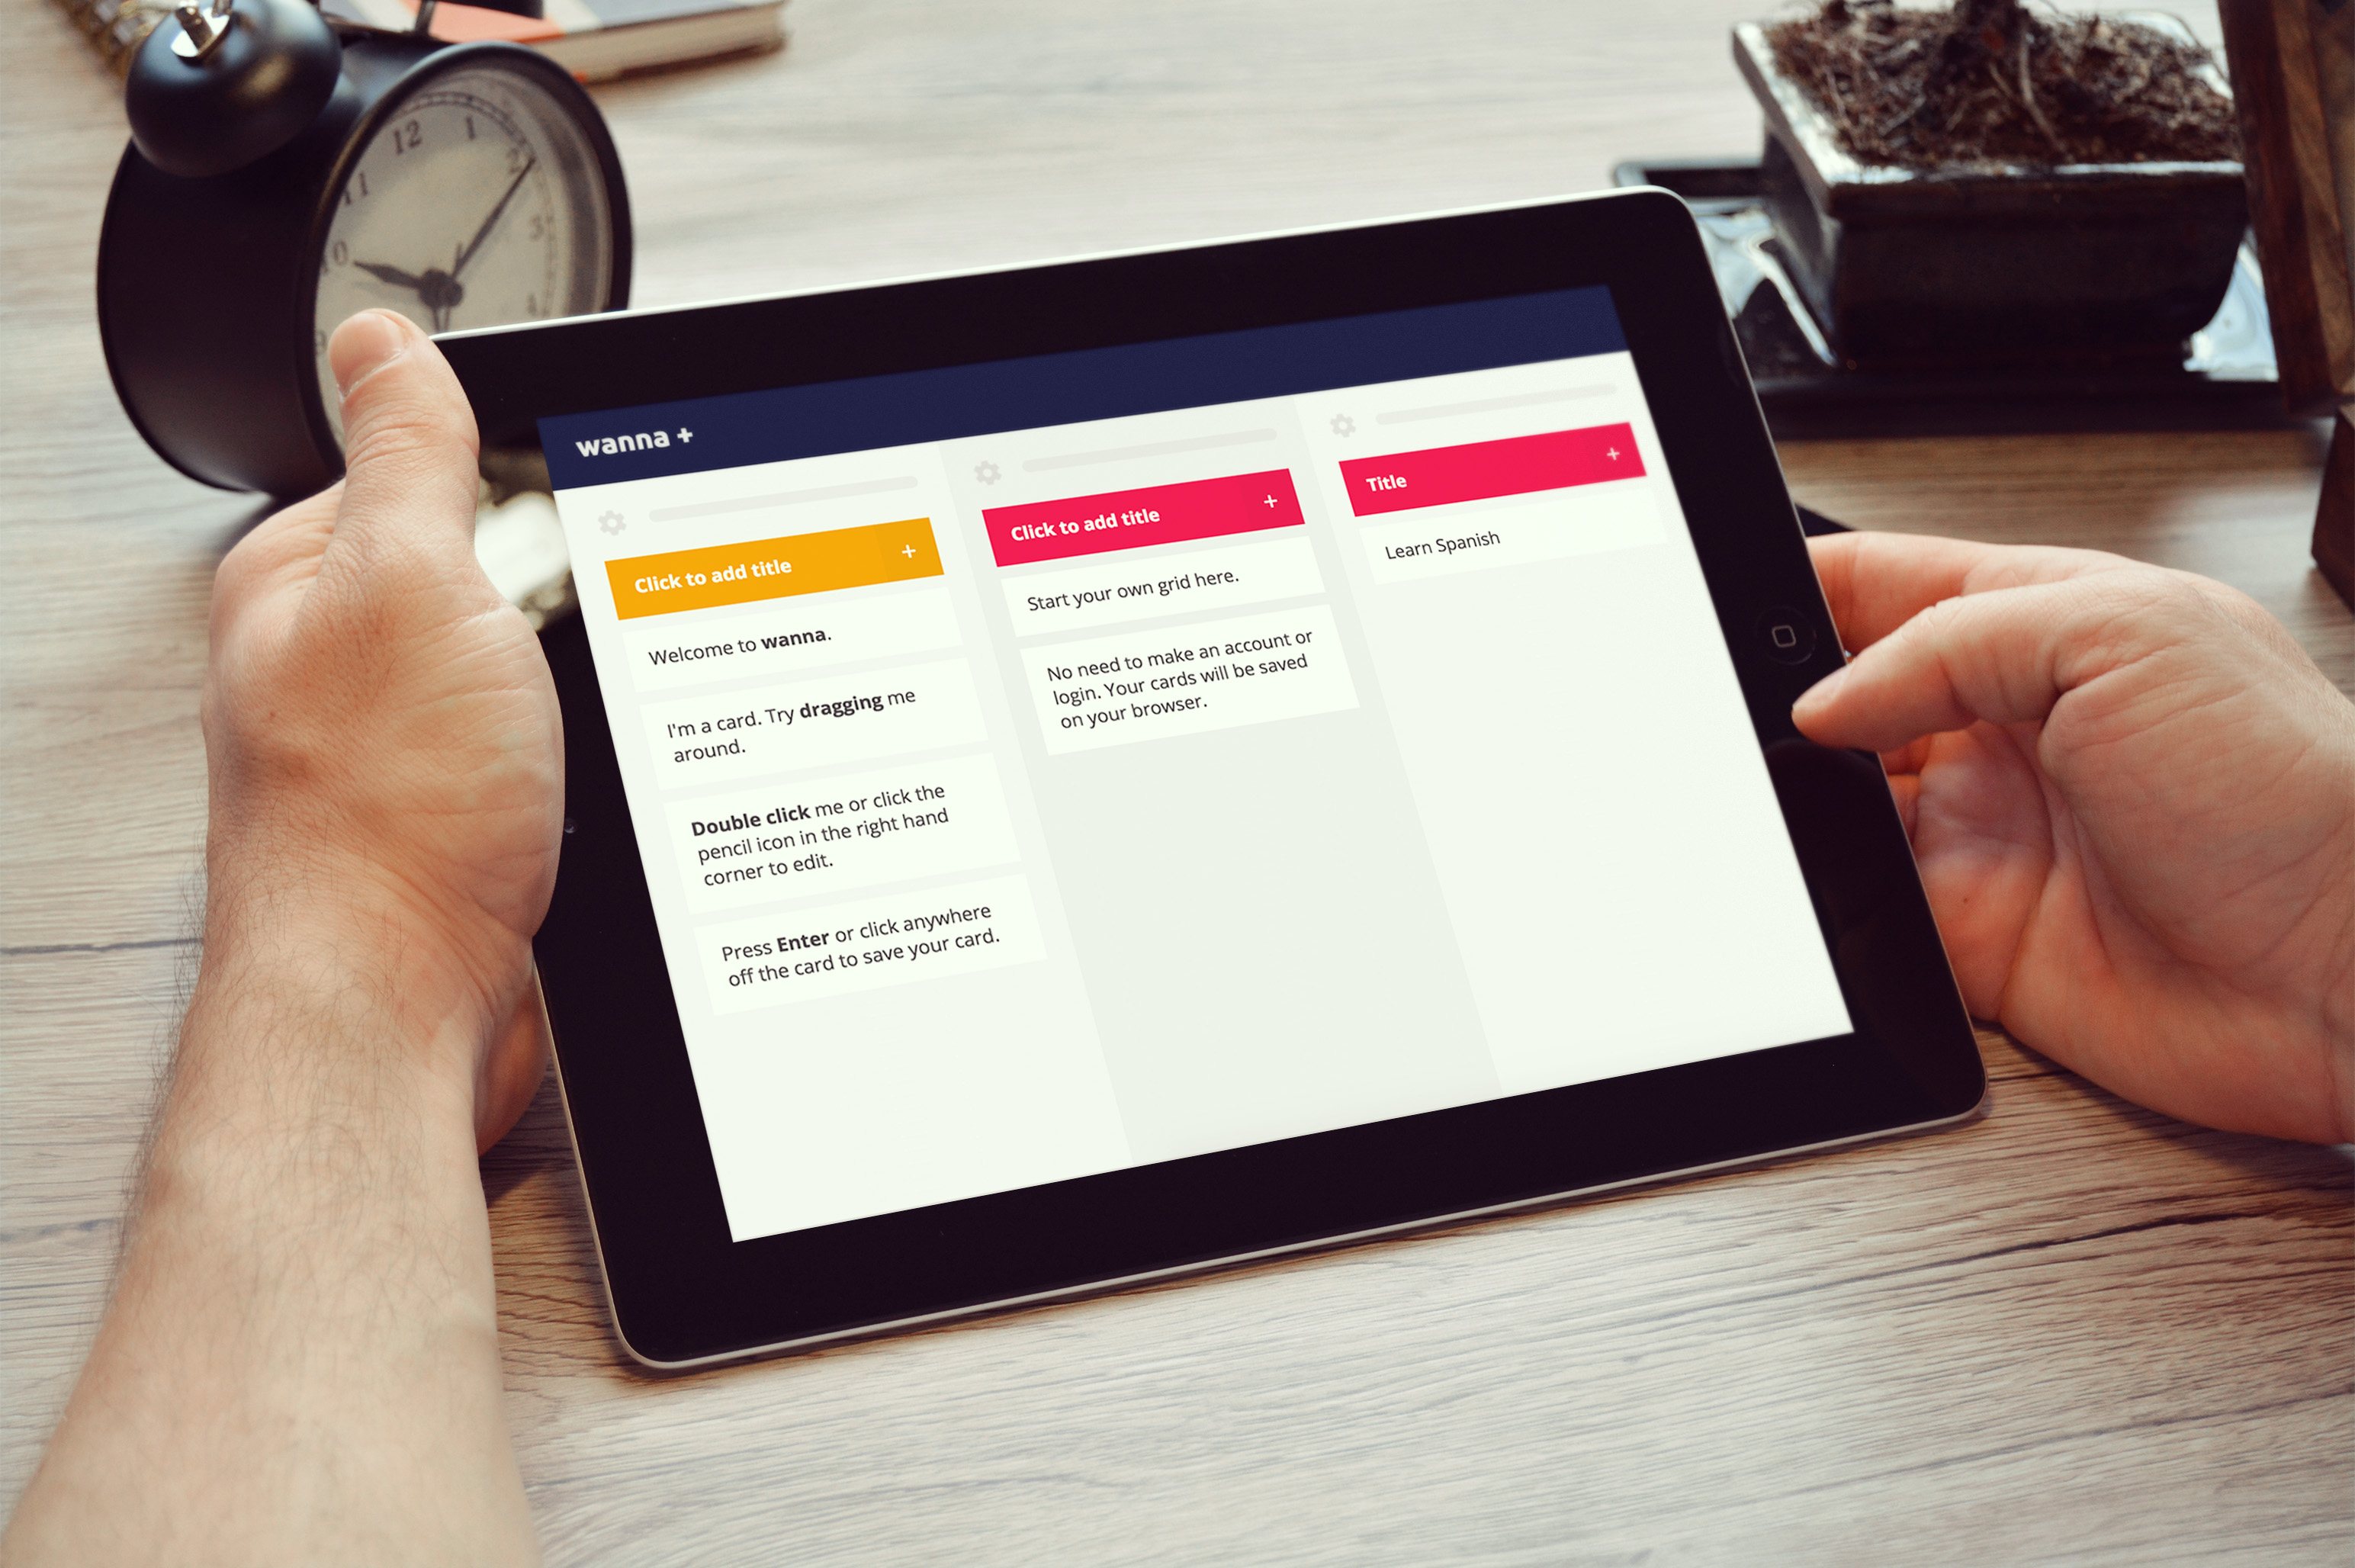 12
1
2
11
3
10
4
9
wanna +
Click to add title +
Welcome to wanna.
I'm a card. Try dragging me
around.
Double click me or click the
pencil icon in the right hand
corner to edit.
Press Enter or click anywhere
off the card to save your card.
Click to add title +
Start your own grid here.
No need to make an account or
login. Your cards will be saved
on your browser.
Title +
Learn Spanish